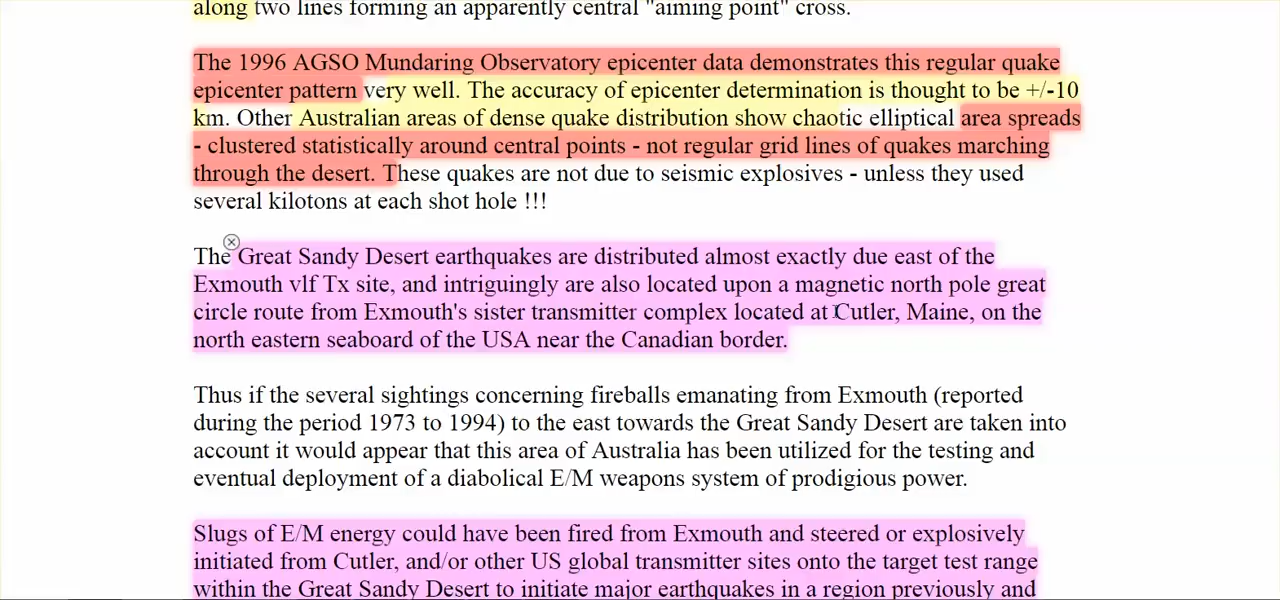 along two lines forming an apparently central "aiming point" cross.
The 1996 AGSO Mundaring Observatory epicenter data demonstrates this regular quake
epicenter pattern very well. The accuracy of epicenter determination is thought to be +/-10
km. Other Australian areas of dense quake distribution show chaotic elliptical area spreads
- clustered statistically around central points - not regular grid lines of quakes marching
through the desert. These quakes are not due to seismic explosives - unless they used
several kilotons at each shot hole !!!
The Great Sandy Desert earthquakes are distributed almost exactly due east of the
Exmouth vlf Tx site, and intriguingly are also located upon a magnetic north pole great
circle route from Exmouth's sister transmitter complex located at Cutler, Maine, on the
north eastern seaboard of the USA near the Canadian border.
Thus if the several sightings concerning fireballs emanating from Exmouth (reported
during the period 1973 to 1994) to the east towards the Great Sandy Desert are taken into
account it would appear that this area of Australia has been utilized for the testing and
eventual deployment of a diabolical E/M weapons system of prodigious power.
Slugs of E/M energy could have been fired from Exmouth and steered or explosively
initiated from Cutler, and/or other US global transmitter sites onto the target test range
within the Great Sandy Desert to initiate major earthquakes in a region previously and